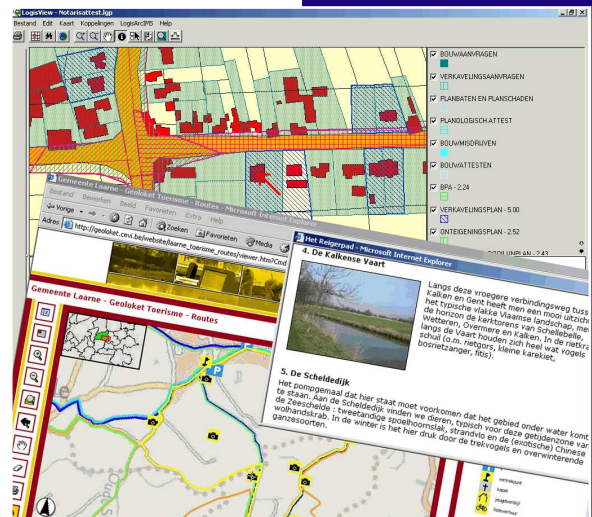 LogisView - Notarisattest.lgp
Bestand Edit Kaart Koppelingen LogisArcIMS Help
BOUWAANVRAGEN
VERKAVELINGSAANVRAGEN
PLANBATEN EN PLANSCHADEN
PLANOLOGISCH ATTEST
BOUWMISDRIJVEN
BOUWATTESTEN
BPA - 2.24
VERKAVELINGSPLAN - 5.00
ONTEIGENINGSPLAN - 2.52
Gemeente Laarne - Geoloket Toerisme - Routes - Microsoft Internet Explorer
Bestand Bewerken Beeld Favorieten Extra Help
Vorige Zoeken Favorieten Media
Adres http://geoloket.cevi.be/website/laarne_toerisme_routes/viewer.htm?Cmd
Gemeente Laarne - Geoloket Toerisme - Routes
Oude
Het Reigerpad - Microsoft Internet Explorer
4. De Kalkense Vaart
Langs deze vroegere verbindingsweg tuss
Kalken en Gent heeft men een mooi uitzich
het typische vlakke Vlaamse landschap, me
de horizon de kerktorens van Schellebelle,
Wetteren, Overmere en Kalken. In de rietkra
langs de vaart houden zich heel wat vogels
schuil (o.m. rietgors, kleine karekiet,
bosrietzanger, fitis).
5. De Scheldedijk
Het pompgemaal dat hier staat moet voorkomen dat het gebied onder water komt
te staan. Aan de Scheldedijk vinden we dieren, typisch voor deze getijdenzone van
de Zeeschelde : tweetandige spoelhoornslak, strandvlo en de (exotische) Chinese
wolhandskrab. In de winter is het hier druk door de trekvogels en overwinterende
ganzesoorten.
vertrekpunt
kapel
jeugdverblijf
fietsverhuur